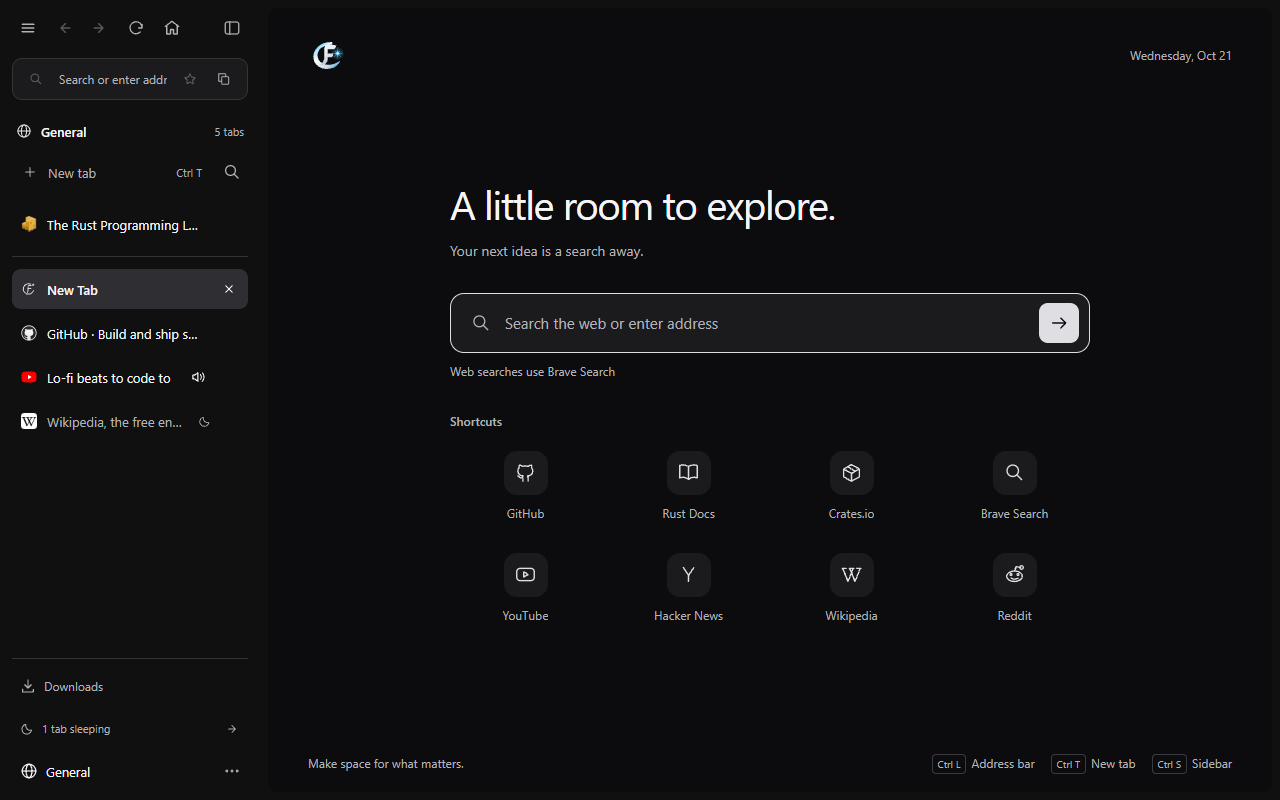 Search or enter addr
General
5 tabs
New tab
Ctrl T
The Rust Programming L...
New Tab
GitHub · Build and ship s...
Lo-fi beats to code to
Wikipedia, the free en...
Downloads
1 tab sleeping
General
Wednesday, Oct 21
A little room to explore.
Your next idea is a search away.
Search the web or enter address
Web searches use Brave Search
Shortcuts
GitHub
Rust Docs
Crates.io
Brave Search
YouTube
Hacker News
Wikipedia
Reddit
Make space for what matters.
Ctrl L Address bar
Ctrl T New tab
Ctrl S Sidebar